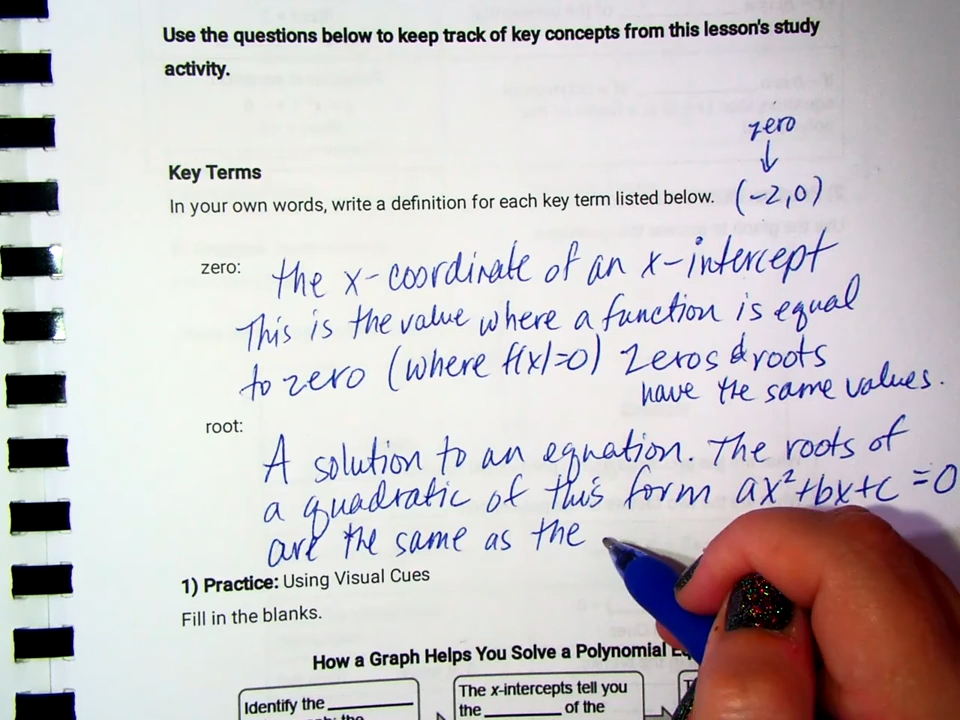 Use the questions below to keep track of key concepts from this lesson's study
activity.
zero
↓
Key Terms
In your own words, write a definition for each key term listed below. (-2,0)
zero: the x-coordinate of an x-intercept
This is the value where a function is equal
to zero (where f(x)=0) Zeros & roots
have the same values.
root:
A solution to an equation. The roots of
a quadratic of this form ax²+bx+c =0
are the same as the
1) Practice: Using Visual Cues
Fill in the blanks.
How a Graph Helps You Solve a Polynomial
Identify the ________
The x-intercepts tell you
the ________ of the